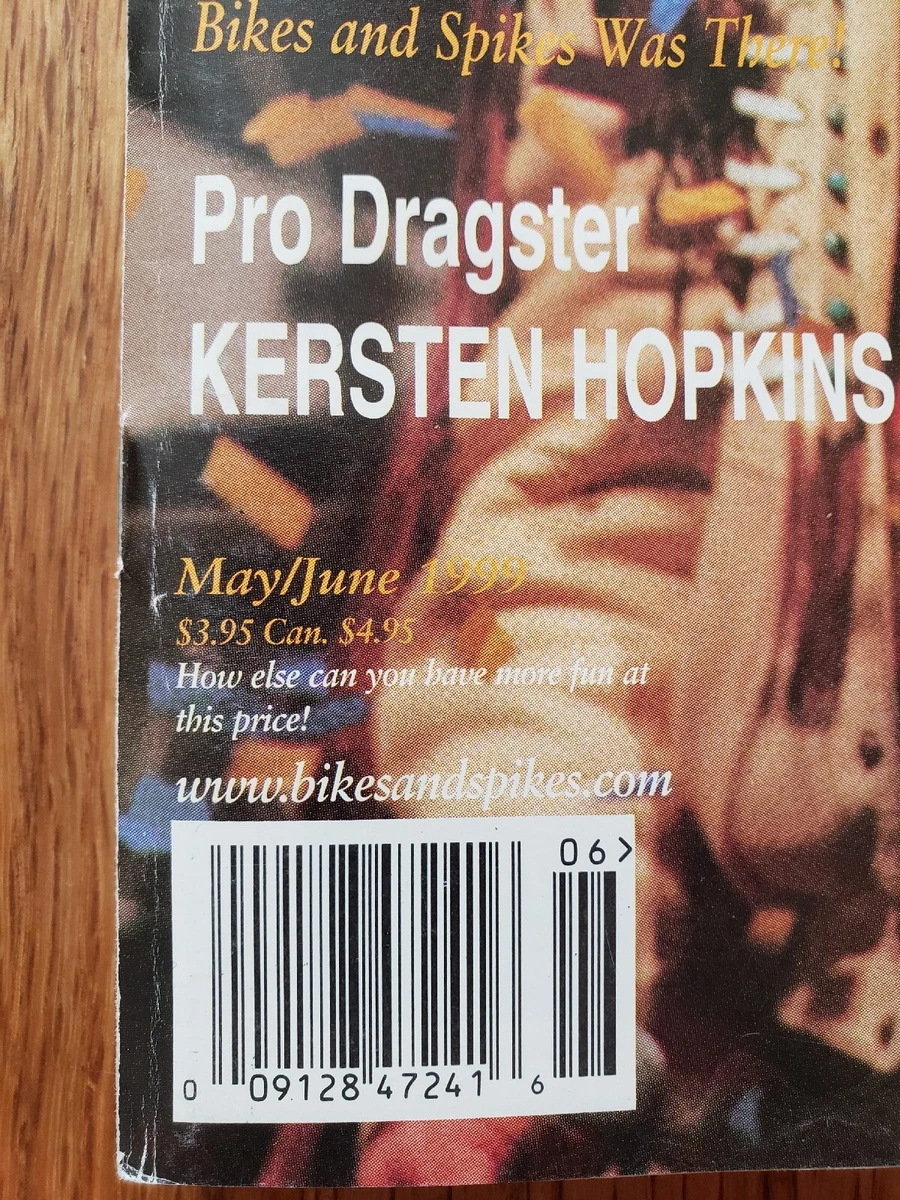 Bikes and Spikes Was There!
Pro Dragster
KERSTEN HOPKINS
May/June 1999
$3.95 Can. $4.95
How else can you have more fun at
this price!
www.bikesandspikes.com
06>
0 09128 47241 6